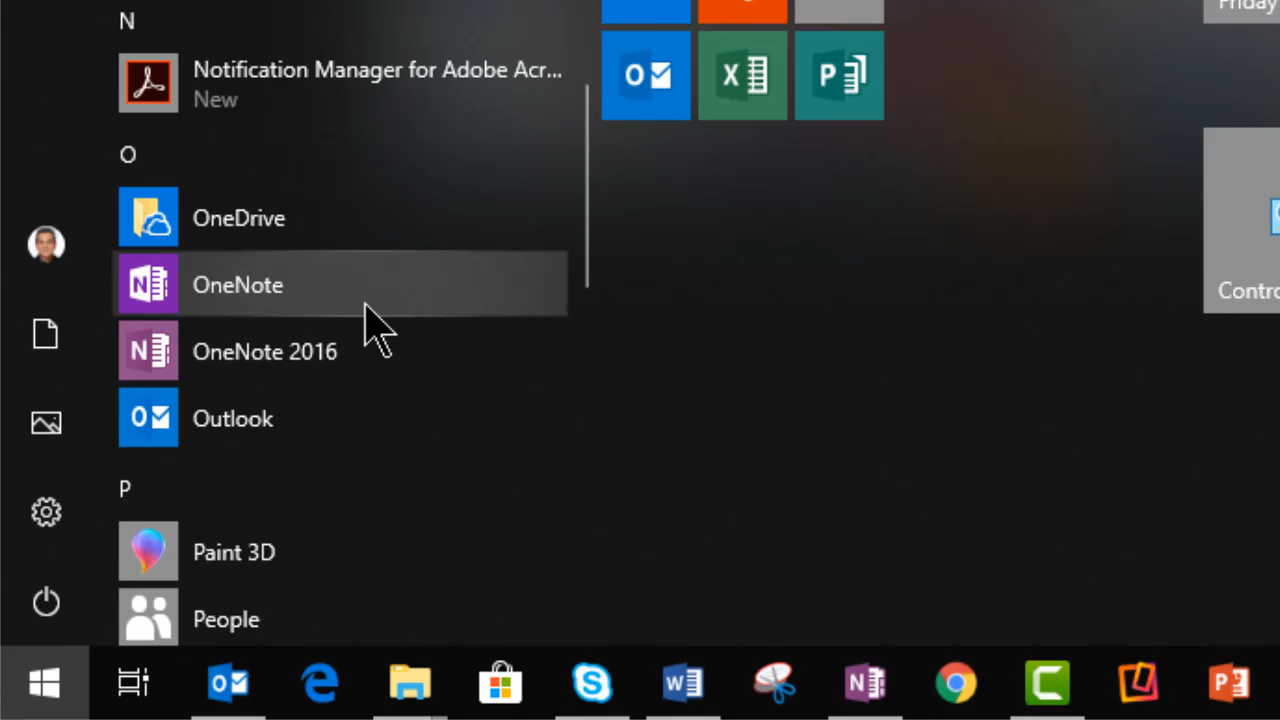 N
Notification Manager for Adobe Acr...
New
O
OneDrive
OneNote
OneNote 2016
Outlook
P
Paint 3D
People
Friday
Contro